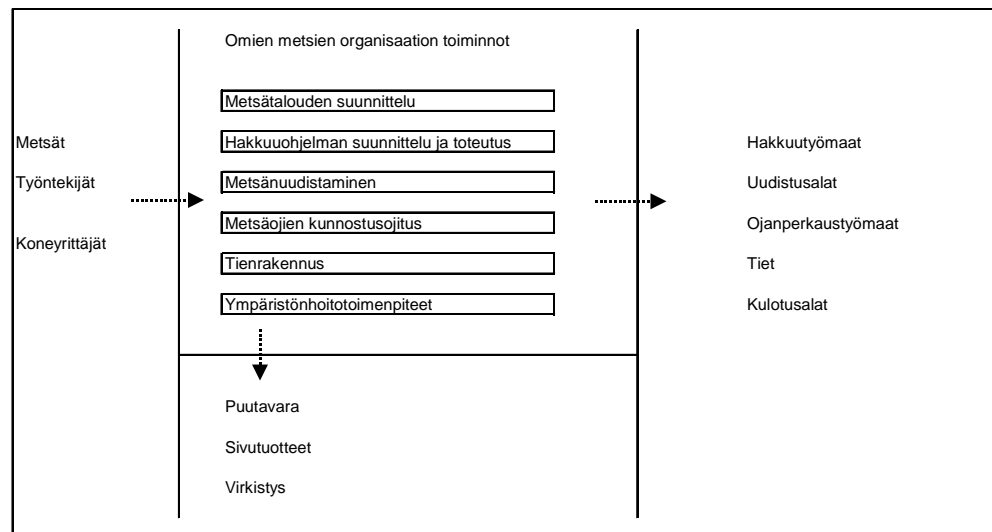 Omien metsien organisaation toiminnot
Metsätalouden suunnittelu
Metsät
Hakkuuohjelman suunnittelu ja toteutus
Hakkuutyömaat
Työntekijät
Metsänuudistaminen
Uudistusalat
Metsäojien kunnostusojitus
Ojanperkaustyömaat
Koneyrittäjät
Tienrakennus
Tiet
Ympäristönhoitotoimenpiteet
Kulotusalat
Puutavara
Sivutuotteet
Virkistys